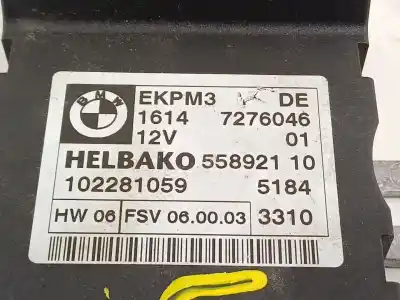 BMW
EKPM3 DE
1614 7276046
12V 01
HELBAKO 558921 10
102281059 5184
HW 06 FSV 06.00.03 3310